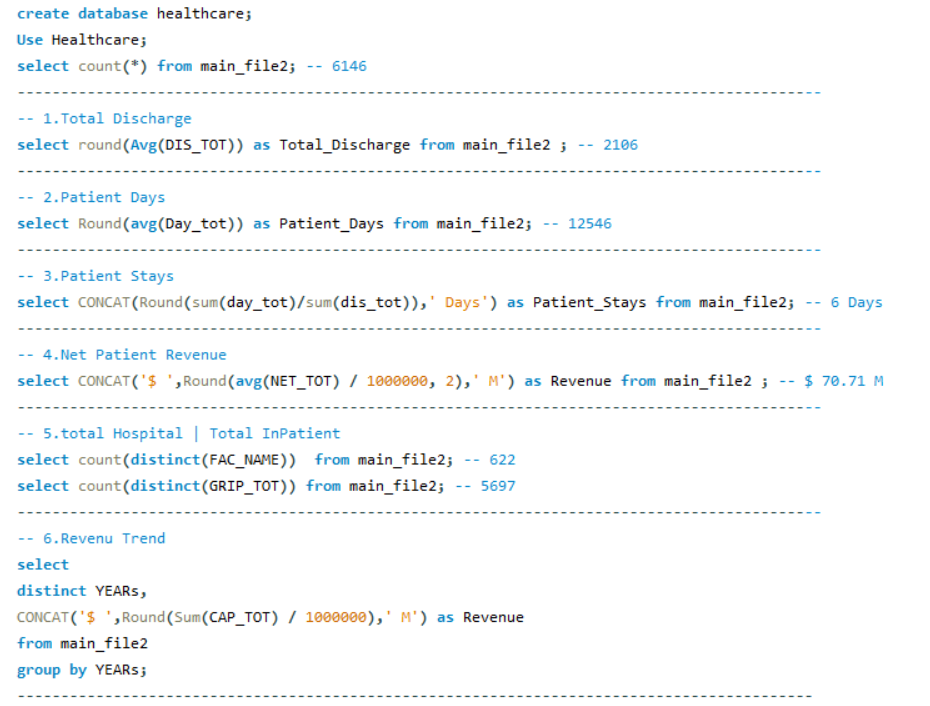 create database healthcare;
Use Healthcare;
select count(*) from main_file2; -- 6146
--------------------------------------------------------------------------------------------
-- 1.Total Discharge
select round(Avg(DIS_TOT)) as Total_Discharge from main_file2 ; -- 2106
--------------------------------------------------------------------------------------------
-- 2.Patient Days
select Round(avg(Day_tot)) as Patient_Days from main_file2; -- 12546
--------------------------------------------------------------------------------------------
-- 3.Patient Stays
select CONCAT(Round(sum(day_tot)/sum(dis_tot)),' Days') as Patient_Stays from main_file2; -- 6 Days
--------------------------------------------------------------------------------------------
-- 4.Net Patient Revenue
select CONCAT('$ ',Round(avg(NET_TOT) / 1000000, 2),' M') as Revenue from main_file2 ; -- $ 70.71 M
--------------------------------------------------------------------------------------------
-- 5.total Hospital | Total InPatient
select count(distinct(FAC_NAME))  from main_file2; -- 622
select count(distinct(GRIP_TOT)) from main_file2; -- 5697
--------------------------------------------------------------------------------------------
-- 6.Revenu Trend
select
distinct YEARs,
CONCAT('$ ',Round(Sum(CAP_TOT) / 1000000),' M') as Revenue
from main_file2
group by YEARs;
-------------------------------------------------------------------------------------------